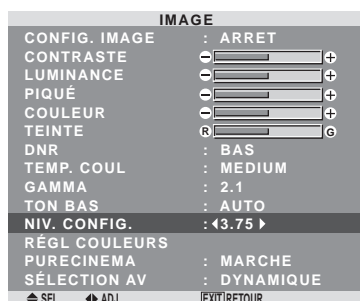 IMAGE
CONFIG. IMAGE : ARRET
CONTRASTE
LUMINANCE
PIQUÉ
COULEUR
TEINTE R G
DNR : BAS
TEMP. COUL : MEDIUM
GAMMA : 2.1
TON BAS : AUTO
NIV. CONFIG. : 3.75
RÉGL COULEURS
PURECINEMA : MARCHE
SÉLECTION AV : DYNAMIQUE
SEL. ADJ. EXIT RETOUR